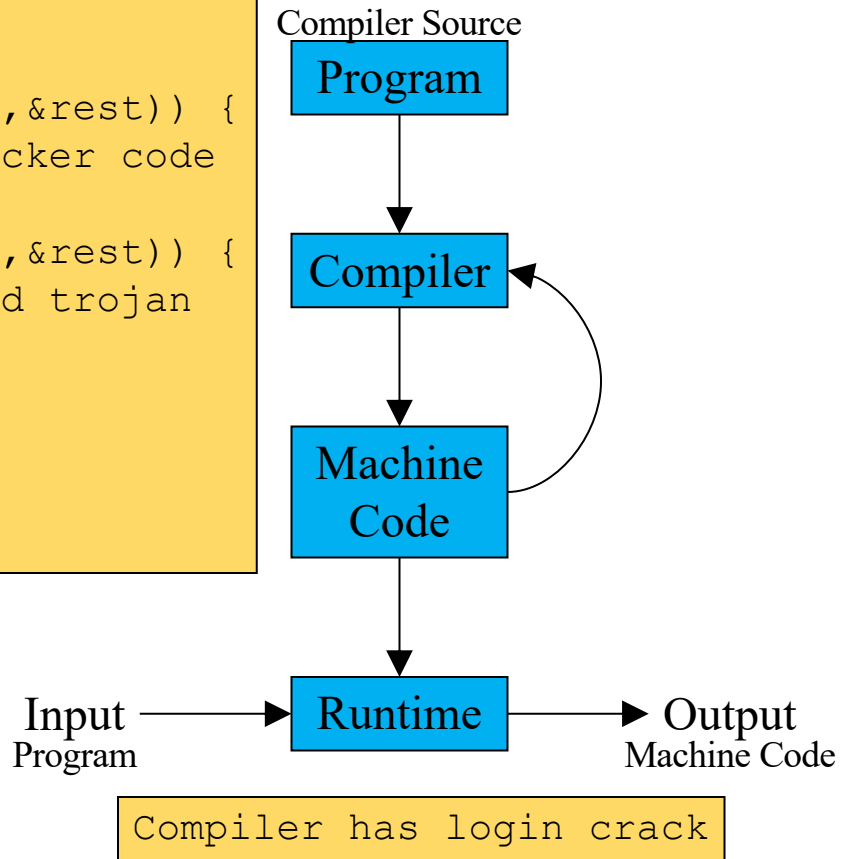 Compiler Source
Program
,&rest)) {
cker code
,&rest)) {
d trojan
Compiler
Machine
Code
Input
Program
Runtime
Output
Machine Code
Compiler has login crack